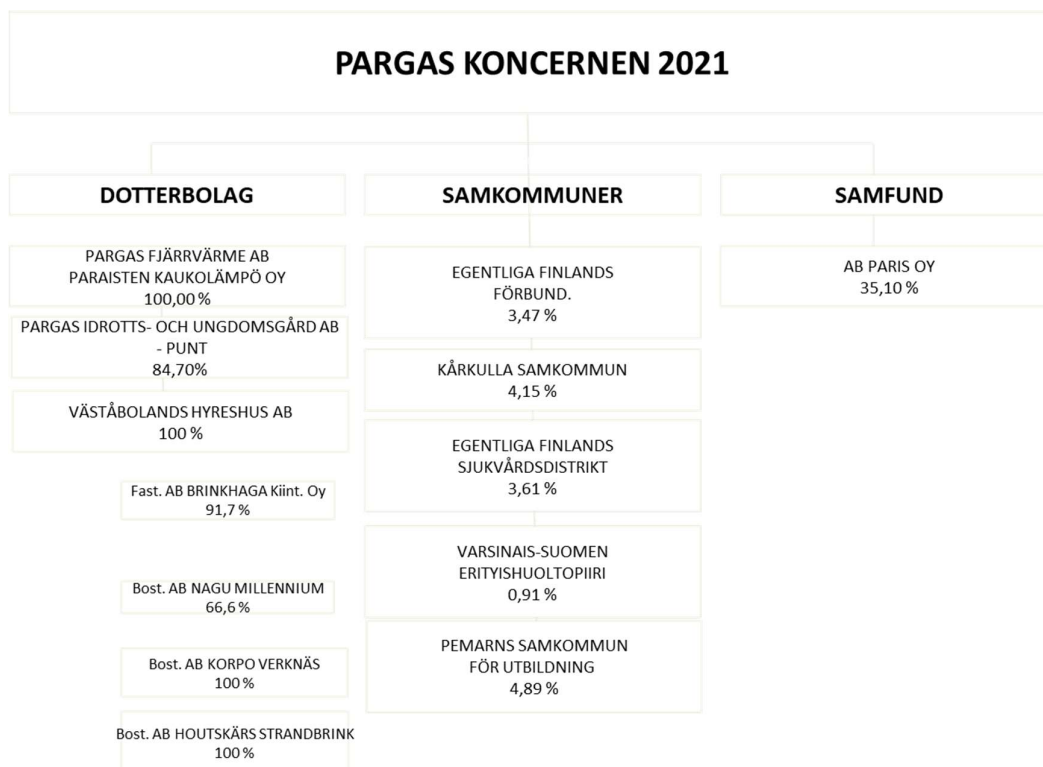 PARGAS KONCERNEN 2021
DOTTERBOLAG
PARGAS FJÄRRVÄRME AB
PARAISTEN KAUKOLÄMPÖ OY
100,00 %
PARGAS IDROTTS- OCH UNGDOMSGÅRD AB
- PUNT
84,70%
VÄSTÅBOLANDS HYRESHUS AB
100 %
Fast. AB BRINKHAGA Kiint. Oy
91,7 %
Bost. AB NAGU MILLENNIUM
66,6 %
Bost. AB KORPO VERKNÄS
100 %
Bost. AB HOUTSKÄRS STRANDBRINK
100 %
SAMKOMMUNER
EGENTLIGA FINLANDS
FÖRBUND.
3,47 %
KÅRKULLA SAMKOMMUN
4,15 %
EGENTLIGA FINLANDS
SJUKVÅRDSDISTRIKT
3,61 %
VARSINAIS-SUOMEN
ERITYISHUOLTOPIIRI
0,91 %
PEMARNS SAMKOMMUN
FÖR UTBILDNING
4,89 %
SAMFUND
AB PARIS OY
35,10 %